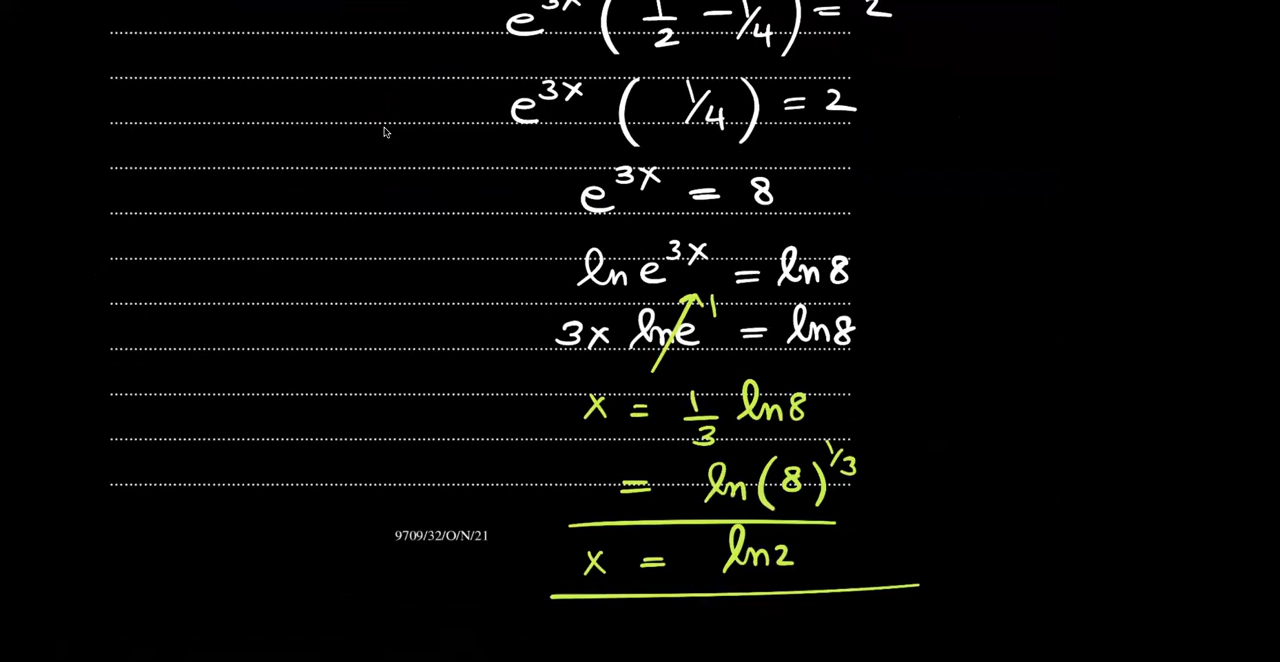 e^3x ( 1/2 - 1/4 ) = 2
e^3x ( 1/4 ) = 2
e^3x = 8
ln e^3x = ln 8
3x ln e 1 = ln 8
x = 1/3 ln 8
= ln (8)^1/3
9709/32/O/N/21
x = ln 2